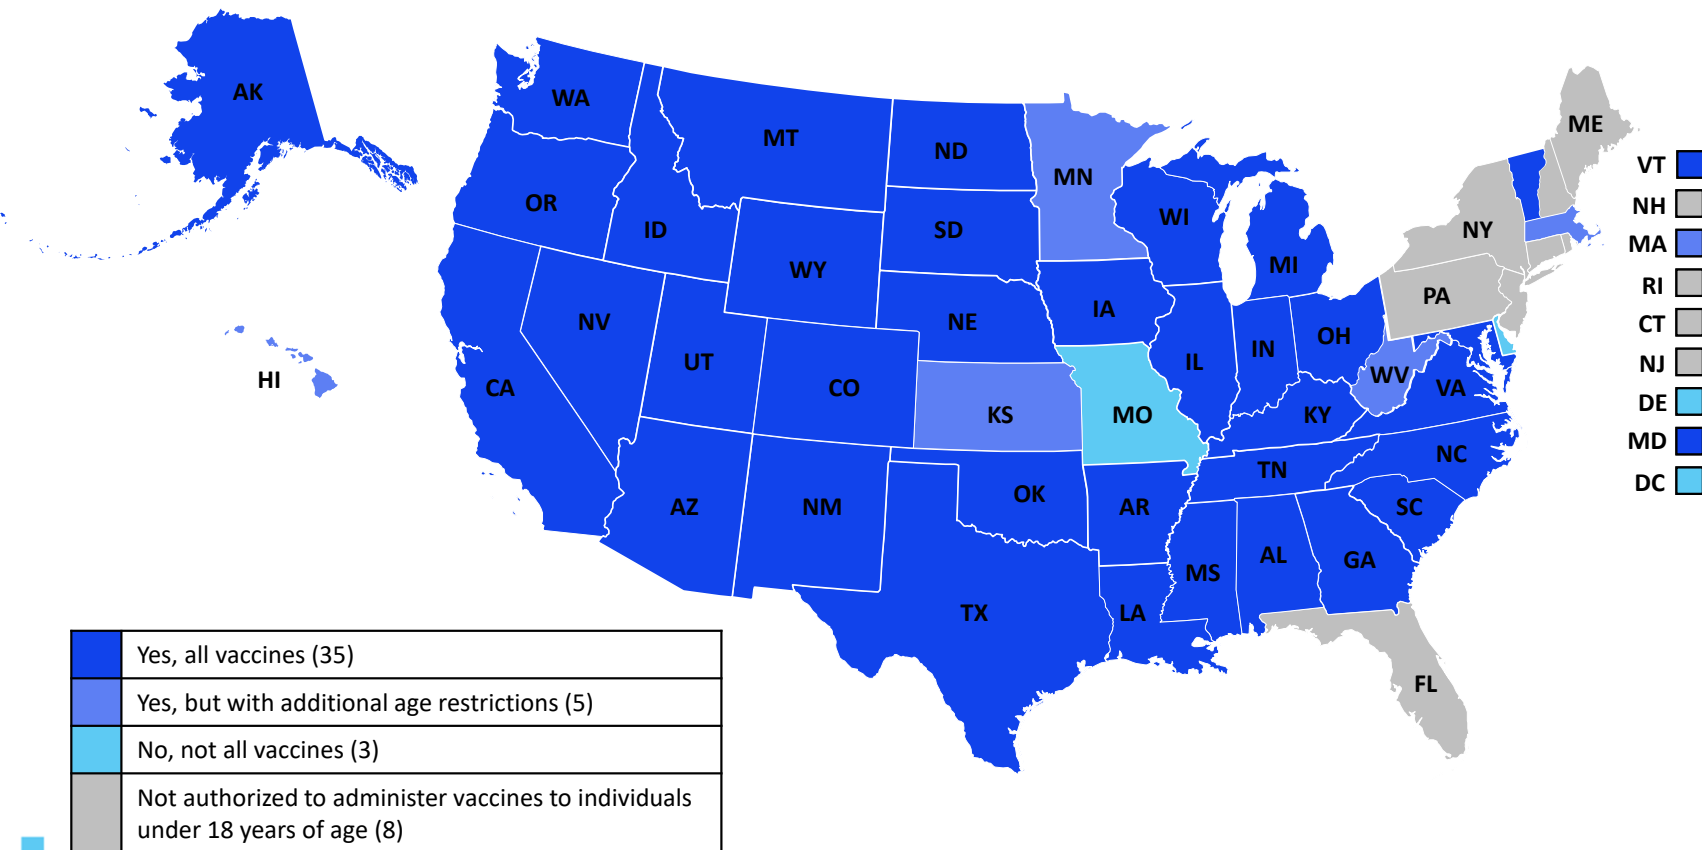 AK
WA
MT
ND
MN
ME
VT
NH
OR
ID
SD
WI
NY
MA
WY
MI
RI
PA
NV
NE
IA
CT
OH
IN
NJ
UT
IL
HI
CA
CO
WV
VA
DE
KS
MO
KY
MD
NC
TN
DC
AZ
NM
OK
AR
SC
AL
GA
MS
TX
LA
FL
Yes, all vaccines (35)
Yes, but with additional age restrictions (5)
No, not all vaccines (3)
Not authorized to administer vaccines to individuals
under 18 years of age (8)